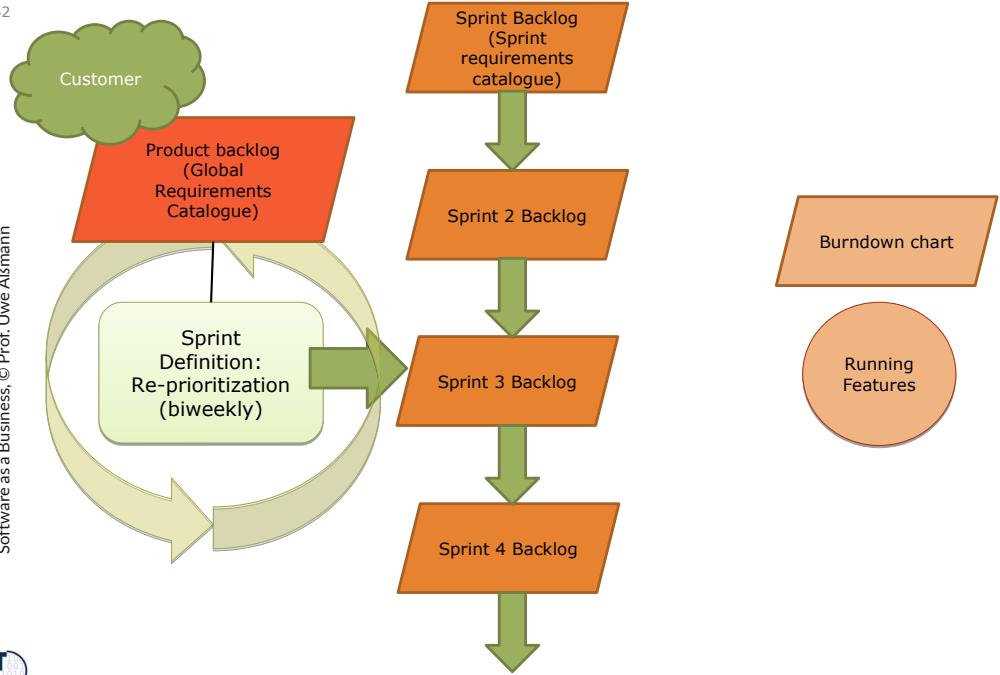 Customer
Product backlog
(Global
Requirements
Catalogue)
Sprint
Definition:
Re-prioritization
(biweekly)
Sprint Backlog
(Sprint
requirements
catalogue)
Sprint 2 Backlog
Sprint 3 Backlog
Sprint 4 Backlog
Burndown chart
Running
Features
Software as a Business, © Prof. Uwe Aßmann